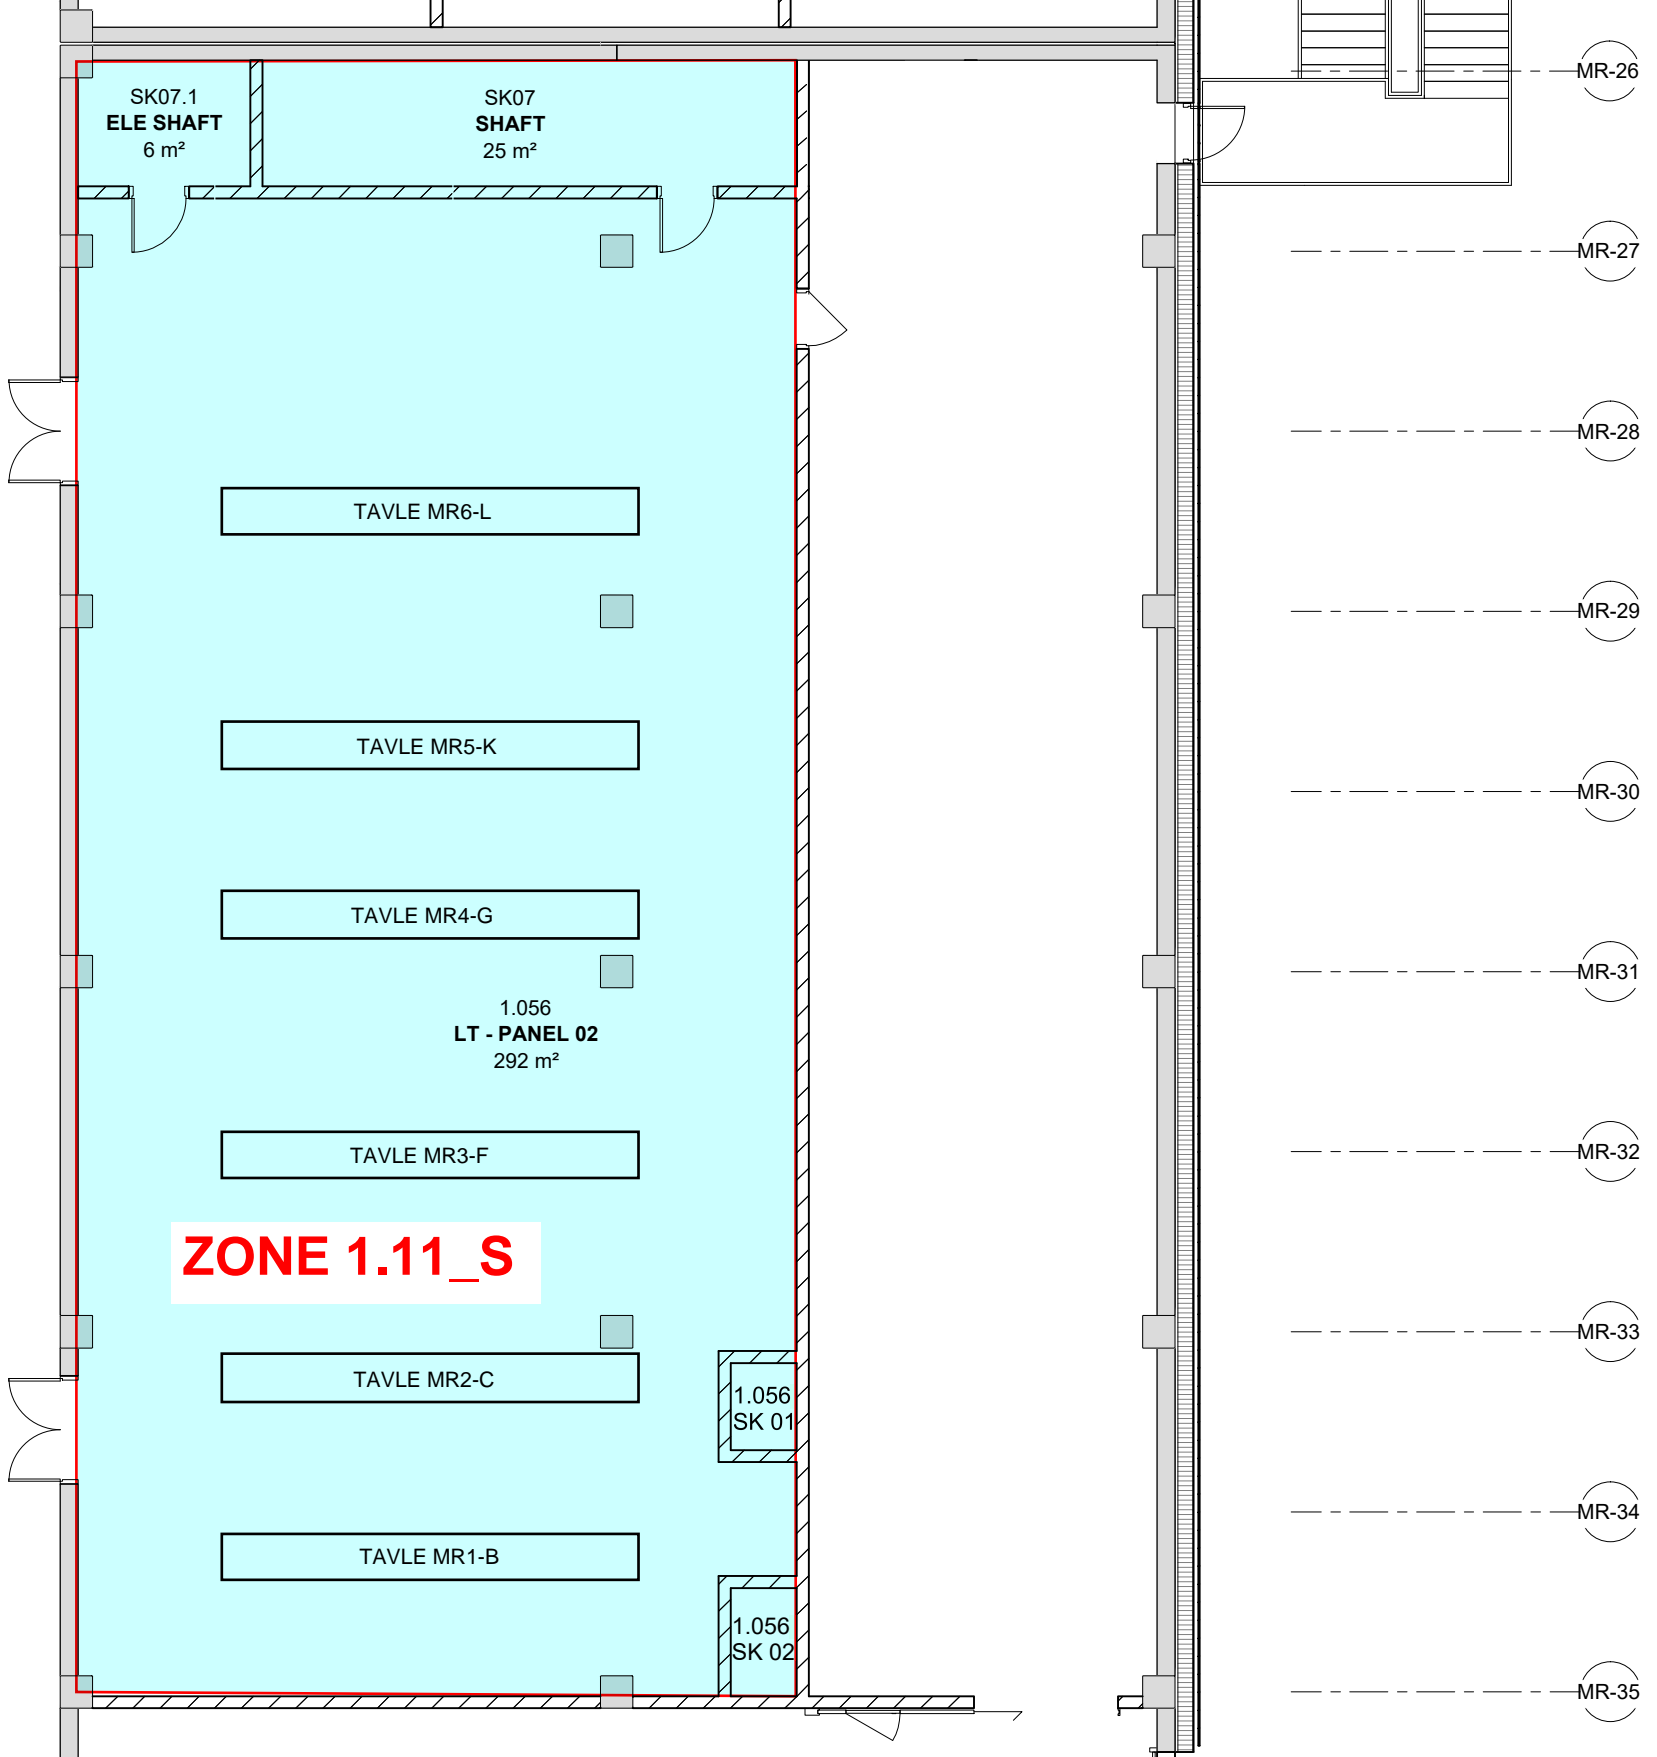 SK07.1
ELE SHAFT
6 m²
SK07
SHAFT
25 m²
MR-26
MR-27
MR-28
TAVLE MR6-L
MR-29
TAVLE MR5-K
MR-30
TAVLE MR4-G
MR-31
1.056
LT - PANEL 02
292 m²
TAVLE MR3-F
MR-32
ZONE 1.11_S
MR-33
TAVLE MR2-C
1.056
SK 01
MR-34
TAVLE MR1-B
1.056
SK 02
MR-35